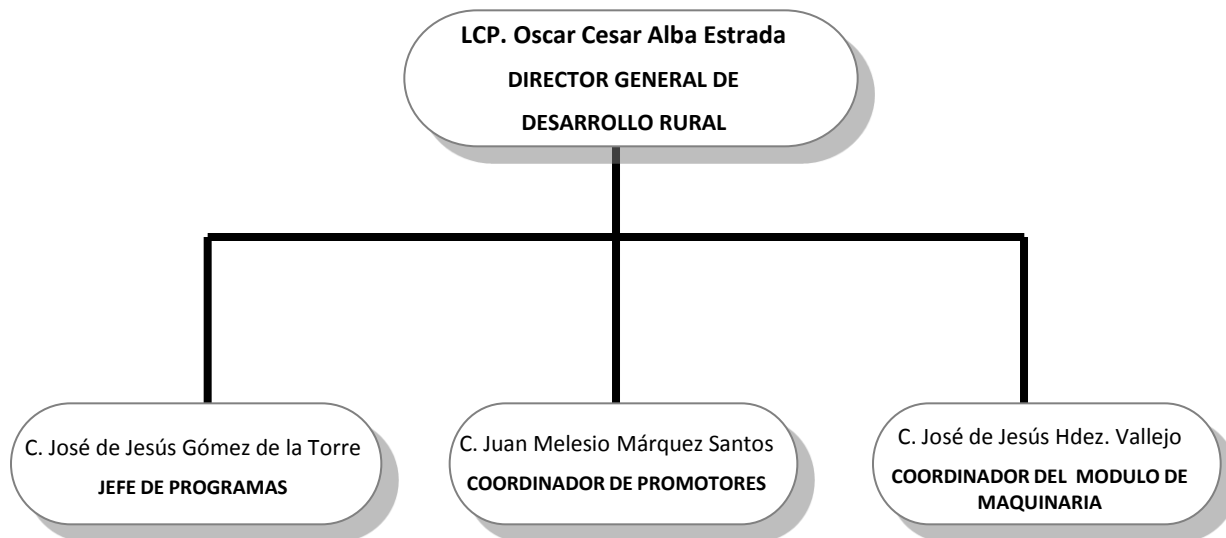 LCP. Oscar Cesar Alba Estrada
DIRECTOR GENERAL DE
DESARROLLO RURAL
C. José de Jesús Gómez de la Torre
JEFE DE PROGRAMAS
C. Juan Melesio Márquez Santos
COORDINADOR DE PROMOTORES
C. José de Jesús Hdez. Vallejo
COORDINADOR DEL MODULO DE
MAQUINARIA